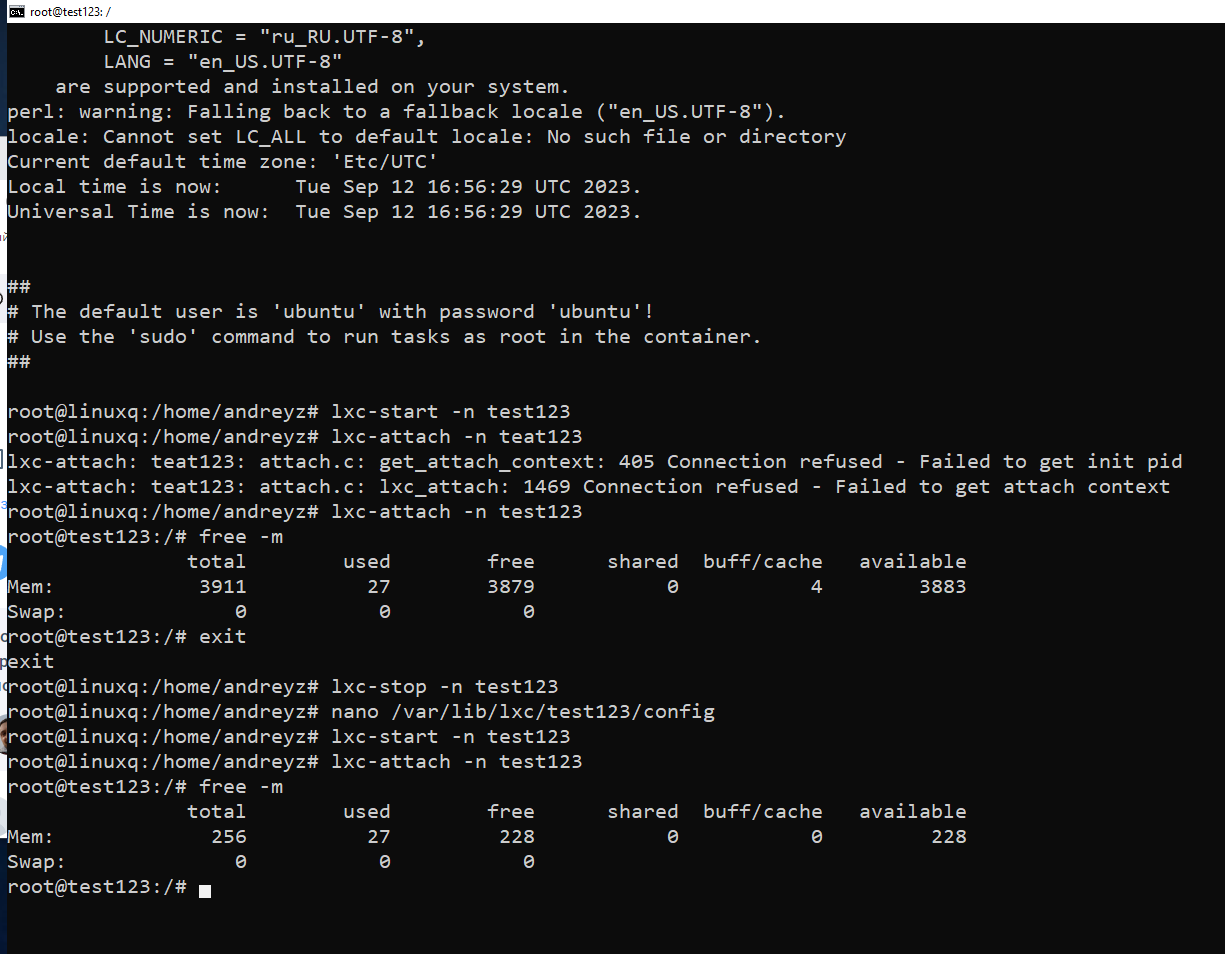 root@test123: /
LC_NUMERIC = "ru_RU.UTF-8",
LANG = "en_US.UTF-8"
are supported and installed on your system.
perl: warning: Falling back to a fallback locale ("en_US.UTF-8").
locale: Cannot set LC_ALL to default locale: No such file or directory
Current default time zone: 'Etc/UTC'
Local time is now:      Tue Sep 12 16:56:29 UTC 2023.
Universal Time is now:  Tue Sep 12 16:56:29 UTC 2023.
##
# The default user is 'ubuntu' with password 'ubuntu'!
# Use the 'sudo' command to run tasks as root in the container.
##
root@linuxq:/home/andreyz# lxc-start -n test123
root@linuxq:/home/andreyz# lxc-attach -n teat123
lxc-attach: teat123: attach.c: get_attach_context: 405 Connection refused - Failed to get init pid
lxc-attach: teat123: attach.c: lxc_attach: 1469 Connection refused - Failed to get attach context
root@linuxq:/home/andreyz# lxc-attach -n test123
root@test123:/# free -m
total        used        free      shared  buff/cache   available
Mem:            3911          27        3879           0           4        3883
Swap:              0           0           0
root@test123:/# exit
exit
root@linuxq:/home/andreyz# lxc-stop -n test123
root@linuxq:/home/andreyz# nano /var/lib/lxc/test123/config
root@linuxq:/home/andreyz# lxc-start -n test123
root@linuxq:/home/andreyz# lxc-attach -n test123
root@test123:/# free -m
total        used        free      shared  buff/cache   available
Mem:             256          27         228           0           0         228
Swap:              0           0           0
root@test123:/#